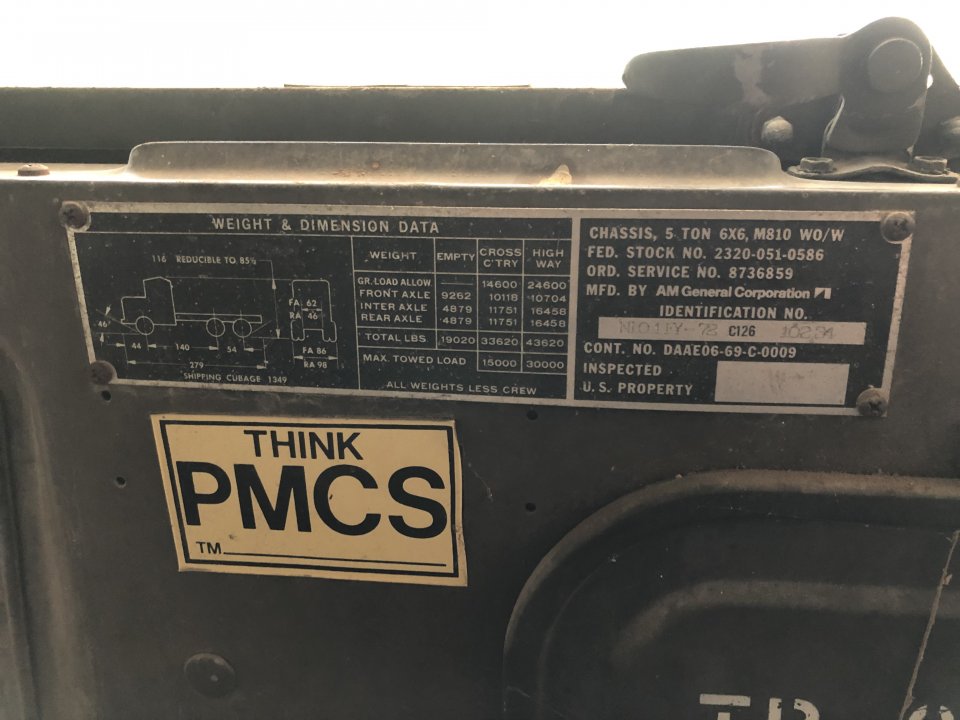 WEIGHT & DIMENSION DATA
116 REDUCIBLE TO 85½
FA 62
RA 46
46°
44 140 54
279
FA 86
RA 98
SHIPPING CUBAGE 1349
WEIGHT EMPTY CROSS C'TRY HIGH WAY
GR.LOAD ALLOW. — 14600 24600
FRONT AXLE 9262 10118 10704
INTER AXLE 4879 11751 16458
REAR AXLE 4879 11751 16458
TOTAL LBS 19020 33620 43620
MAX. TOWED LOAD 15000 30000
ALL WEIGHTS LESS CREW
CHASSIS, 5 TON 6X6, M810 WO/W
FED. STOCK NO. 2320-051-0586
ORD. SERVICE NO. 8736859
MFD. BY AM General Corporation
IDENTIFICATION NO.
C126
CONT. NO. DAAE06-69-C-0009
INSPECTED
U.S. PROPERTY
THINK
PMCS
TM